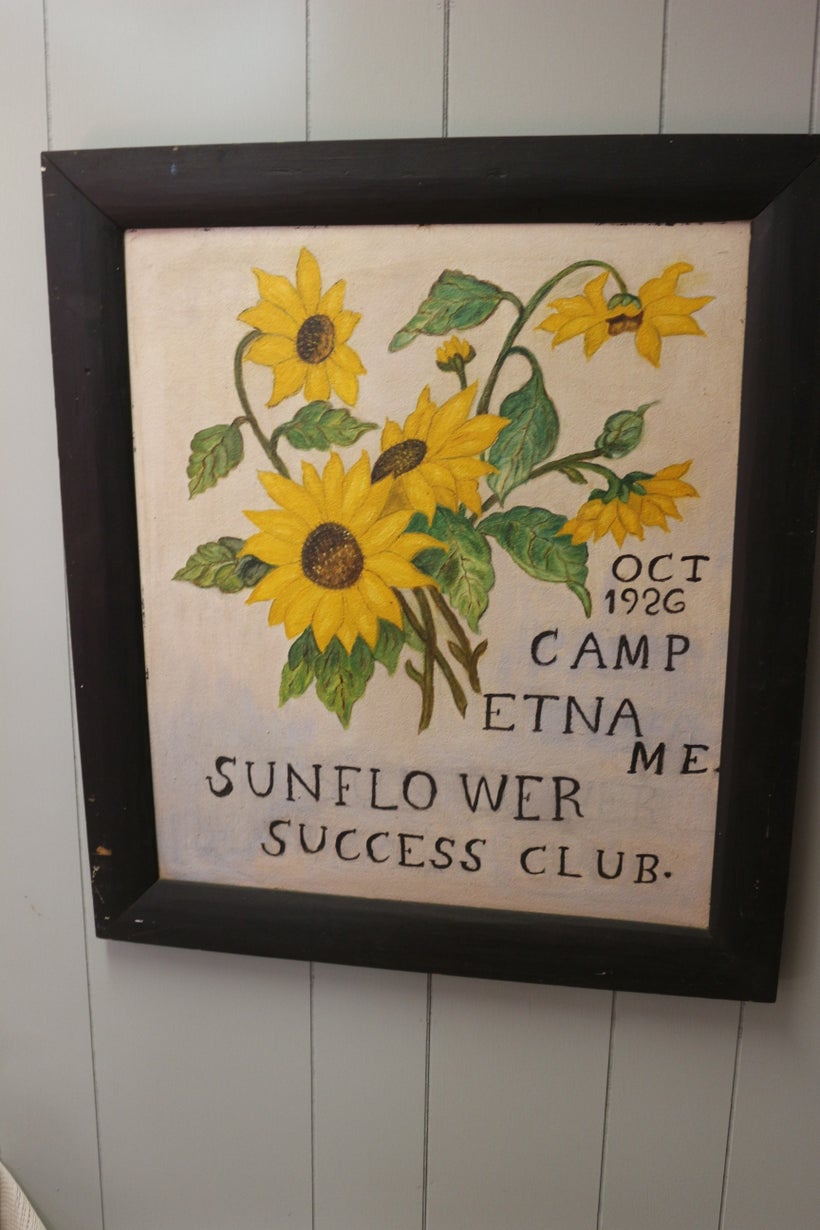 OCT
1926
CAMP
ETNA
ME.
SUNFLOWER
SUCCESS CLUB.